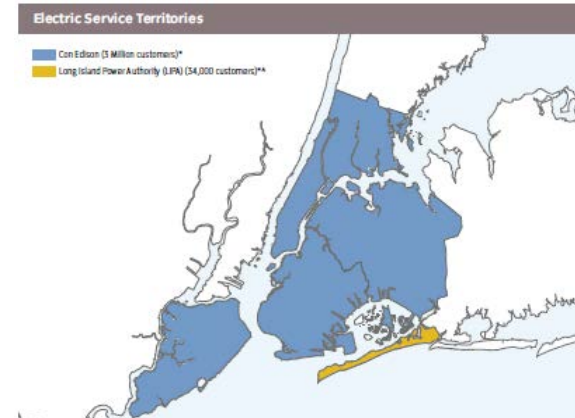 Electric Service Territories
Con Edison (3 Million customers)*
Long Island Power Authority (LIPA) (34,000 customers)*^